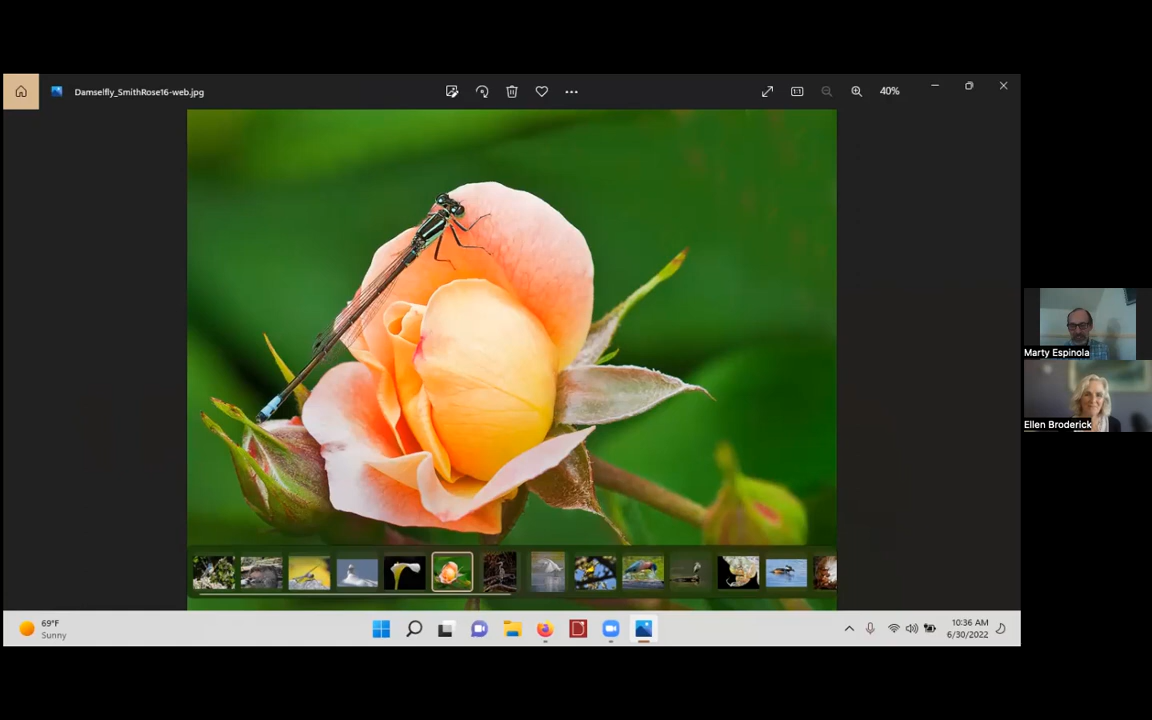 Damselfly_SmithRose16-web.jpg
40%
Marty Espinola
Ellen Broderick
69°F
Sunny
10:36 AM
6/30/2022